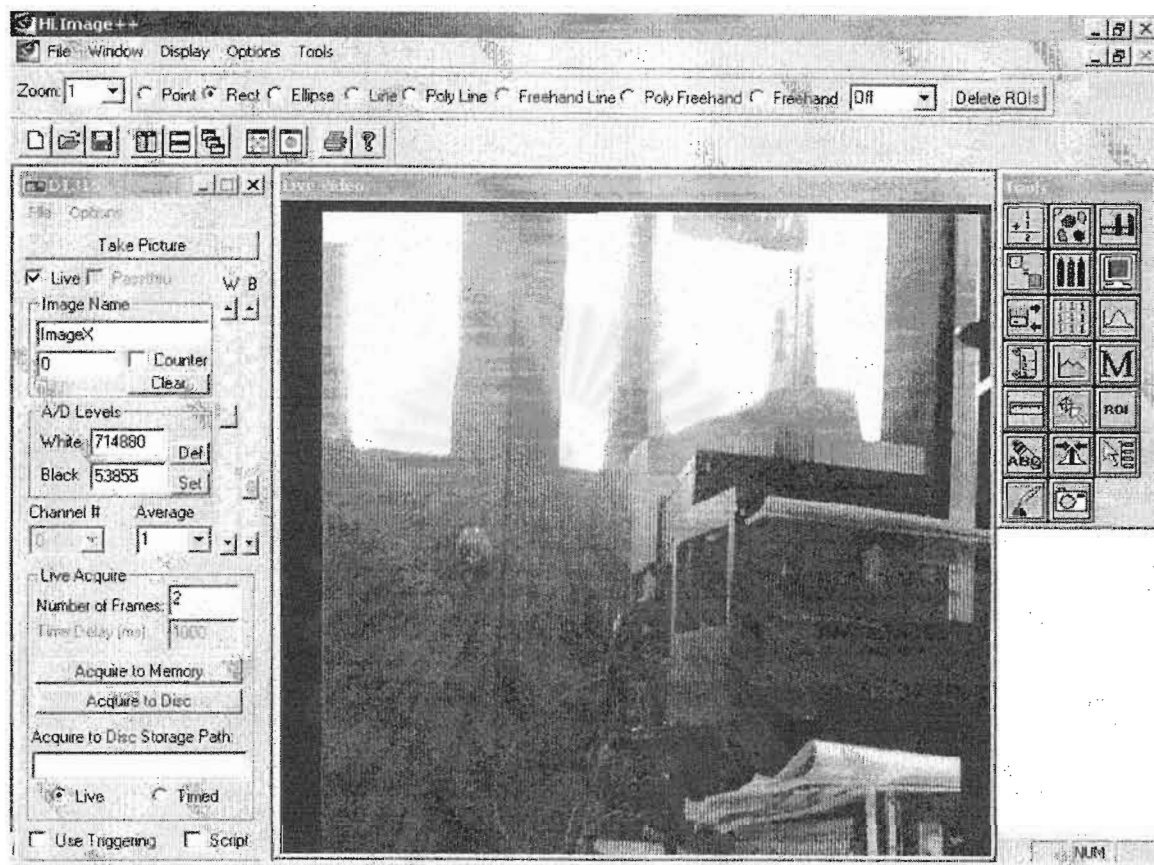 HLImage++
File Window Display Options Tools
Zoom: 1 Point Rect Ellipse Line Poly Line Freehand Line Poly Freehand Freehand Off Delete ROIs
Live Video
Tools
File Options
Take Picture
Live Passthru W B
Image Name
ImageX
0 Counter
Clear
A/D Levels
White 714880 Def
Black 53855 Set
Channel # Average
0 1
Live Acquire
Number of Frames: 2
Time Delay (ms) 1000
Acquire to Memory
Acquire to Disc
Acquire to Disc Storage Path:
Live Timed
Use Triggering Script
M
ROI
ABC
NUM